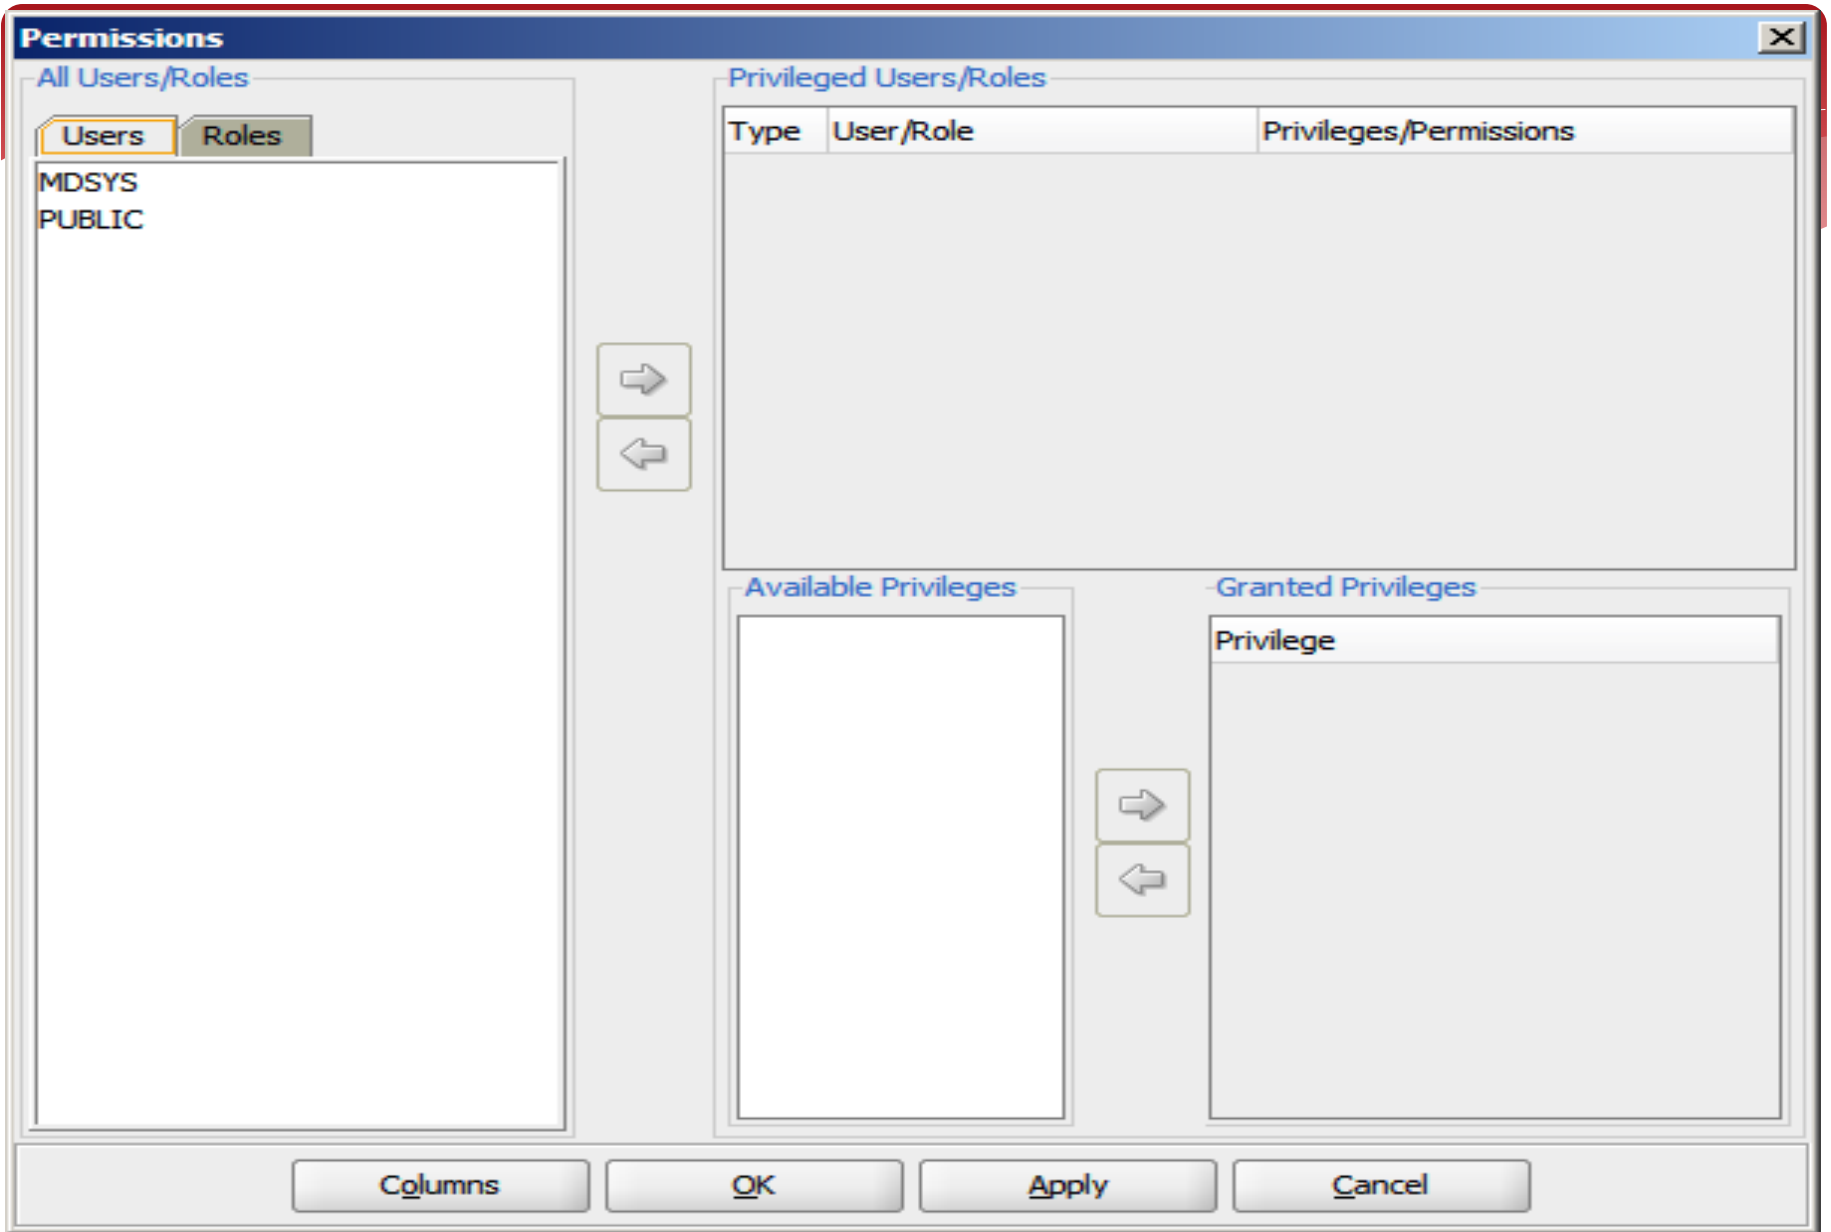 Permissions
All Users/Roles
Users Roles
MDSYS
PUBLIC
Privileged Users/Roles
Type User/Role Privileges/Permissions
Available Privileges
Granted Privileges
Privilege
Columns OK Apply Cancel